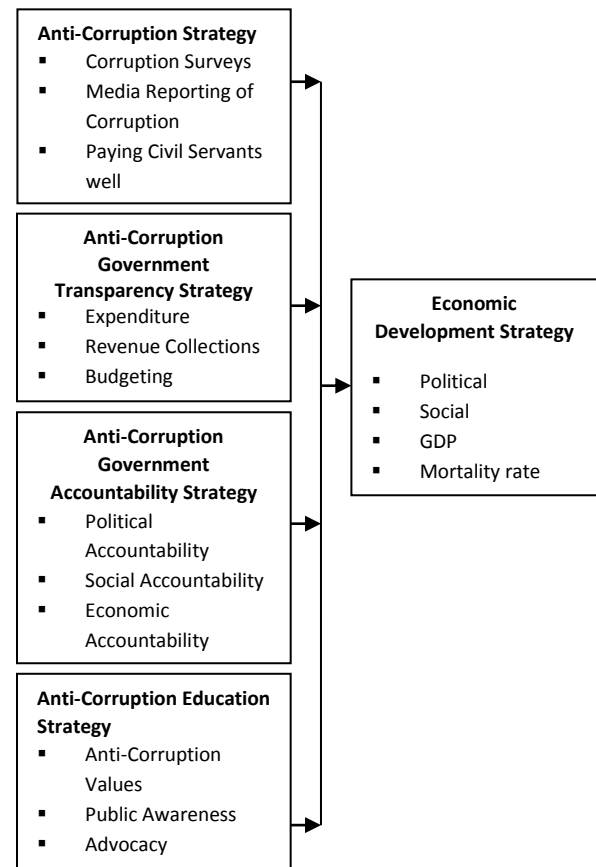 Anti-Corruption Strategy
▪ Corruption Surveys
▪ Media Reporting of
Corruption
▪ Paying Civil Servants
well
Anti-Corruption
Government
Transparency Strategy
▪ Expenditure
▪ Revenue Collections
▪ Budgeting
Anti-Corruption
Government
Accountability Strategy
▪ Political
Accountability
▪ Social Accountability
▪ Economic
Accountability
Anti-Corruption Education
Strategy
▪ Anti-Corruption
Values
▪ Public Awareness
▪ Advocacy
Economic
Development Strategy
▪ Political
▪ Social
▪ GDP
▪ Mortality rate